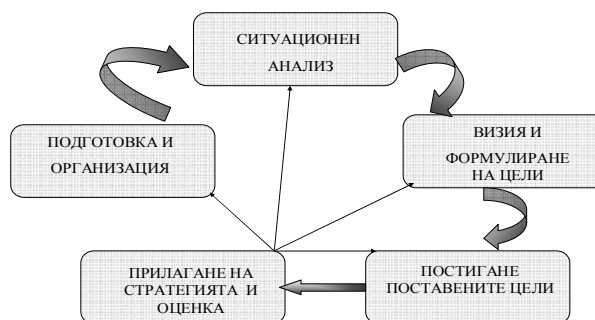 СИТУАЦИОНЕН
АНАЛИЗ
ПОДГОТОВКА И
ОРГАНИЗАЦИЯ
ВИЗИЯ И
ФОРМУЛИРАНЕ
НА ЦЕЛИ
ПРИЛАГАНЕ НА
СТРАТЕГИЯТА И
ОЦЕНКА
ПОСТИГАНЕ
ПОСТАВЕНИТЕ ЦЕЛИ